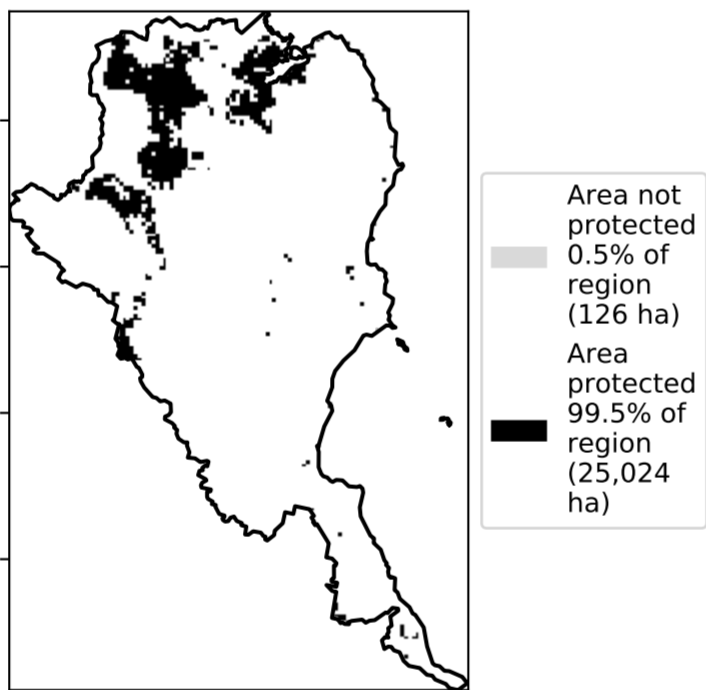 Area not
protected
0.5% of
region
(126 ha)
Area
protected
99.5% of
region
(25,024
ha)